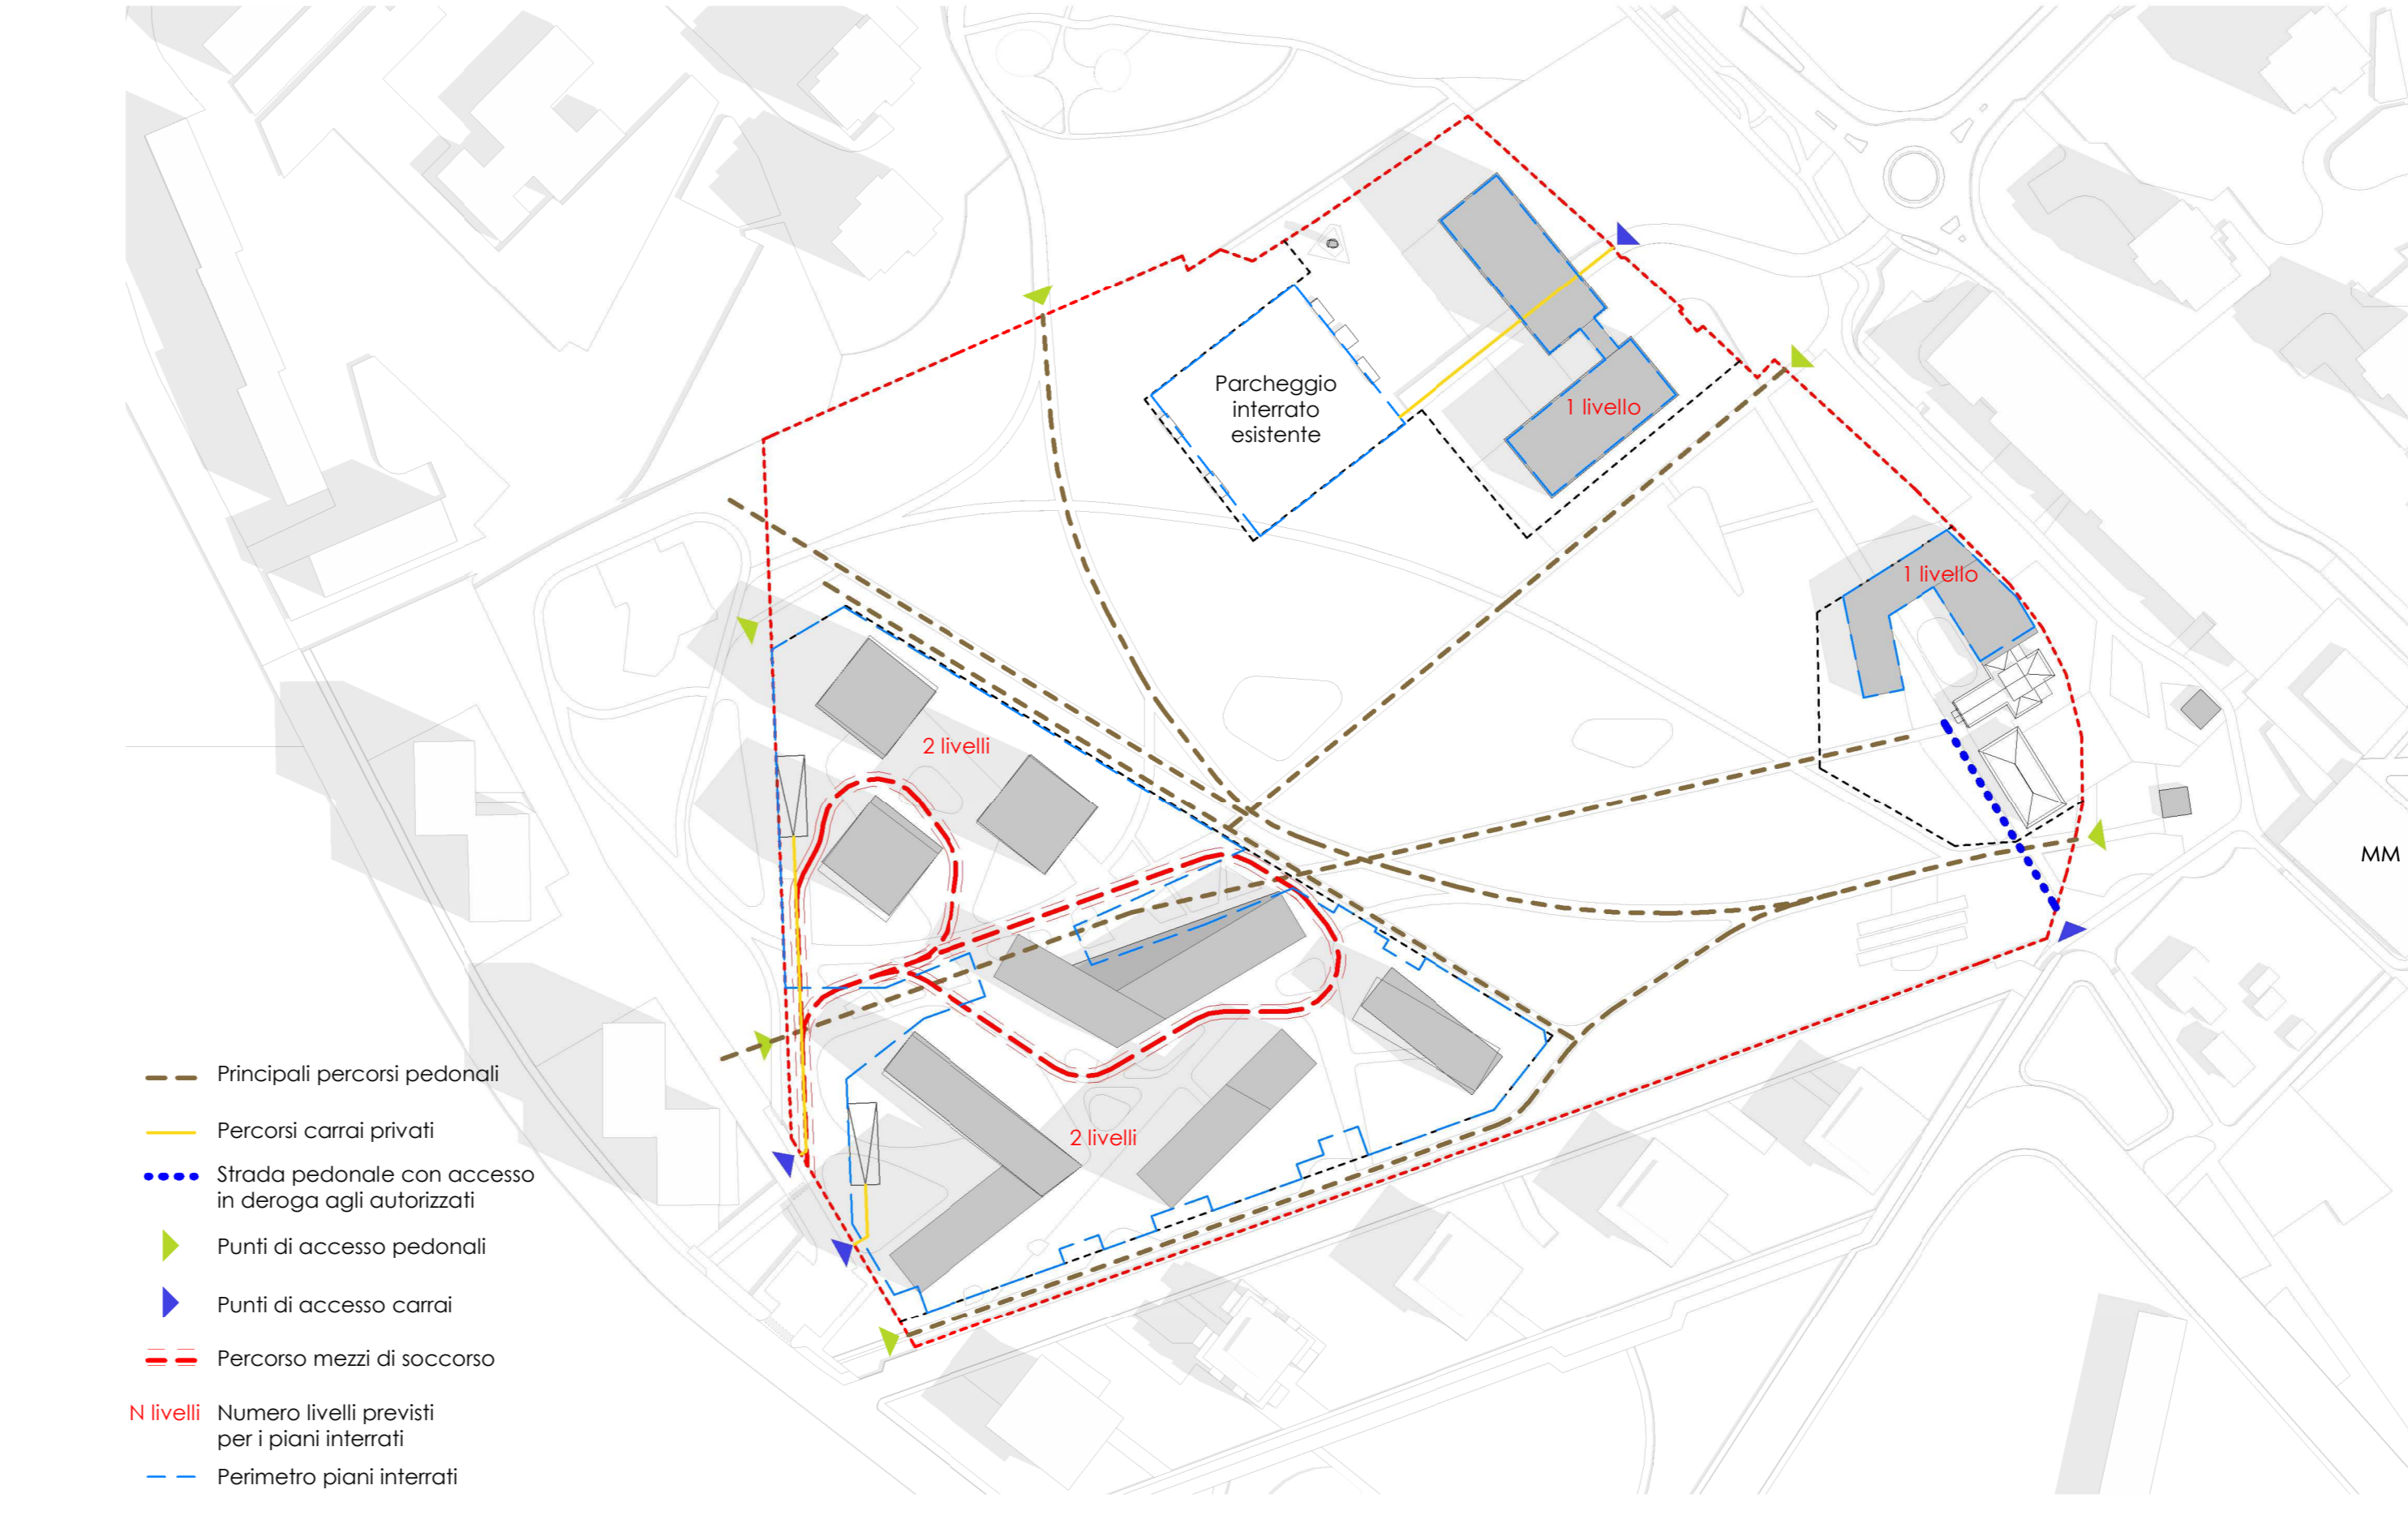 Parcheggio
interrato
esistente
1 livello
1 livello
2 livelli
MM
2 livelli
Principali percorsi pedonali
Percorsi carrai privati
Strada pedonale con accesso
in deroga agli autorizzati
Punti di accesso pedonali
Punti di accesso carrai
Percorso mezzi di soccorso
N livelli Numero livelli previsti
per i piani interrati
Perimetro piani interrati